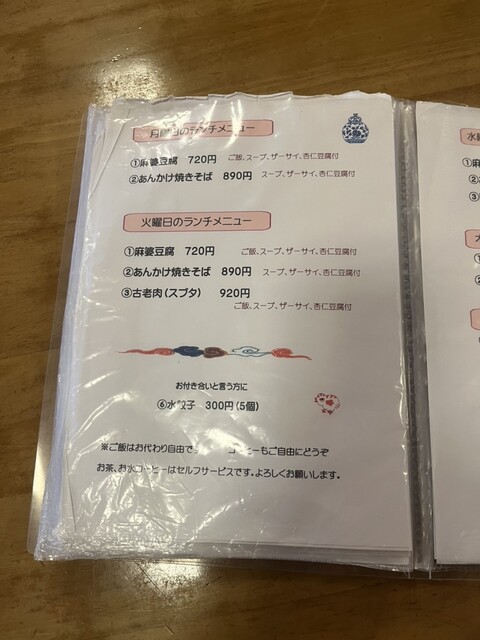 月曜日のランチメニュー
①麻婆豆腐 720円 ご飯、スープ、ザーサイ、杏仁豆腐付
②あんかけ焼きそば 890円 スープ、ザーサイ、杏仁豆腐付
火曜日のランチメニュー
①麻婆豆腐 720円 ご飯、スープ、ザーサイ、杏仁豆腐付
②あんかけ焼きそば 890円 スープ、ザーサイ、杏仁豆腐付
③古老肉(スブタ) 920円
ご飯、スープ、ザーサイ、杏仁豆腐付
お付き合いと言う方に
⑥水餃子 300円(5個)
※ご飯はお代わり自由です コーヒーもご自由にどうぞ
お茶、お水コーヒーはセルフサービスです。よろしくお願いします。
水
①
②
③
①
②